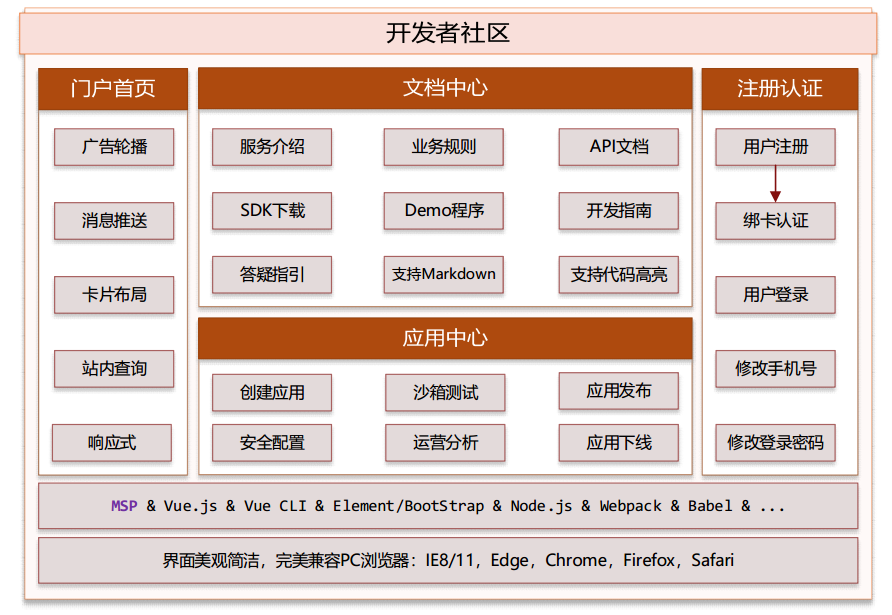 开发者社区
门户首页
广告轮播
消息推送
卡片布局
站内查询
响应式
文档中心
服务介绍
业务规则
API文档
SDK下载
Demo程序
开发指南
答疑指引
支持Markdown
支持代码高亮
应用中心
创建应用
沙箱测试
应用发布
安全配置
运营分析
应用下线
注册认证
用户注册
绑卡认证
用户登录
修改手机号
修改登录密码
MSP & Vue.js & Vue CLI & Element/BootStrap & Node.js & Webpack & Babel & ...
界面美观简洁，完美兼容PC浏览器：IE8/11，Edge，Chrome，Firefox，Safari